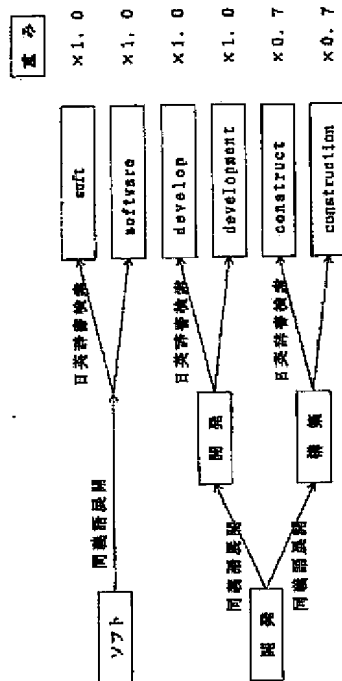 重み
soft
×1.0
software
×1.0
develop
×1.0
development
×1.0
construct
×0.7
construction
×0.7
日英辞書検索
日英辞書検索
日英辞書検索
開発
構築
同義語展開
同義語展開
同義語展開
ソフト
開発